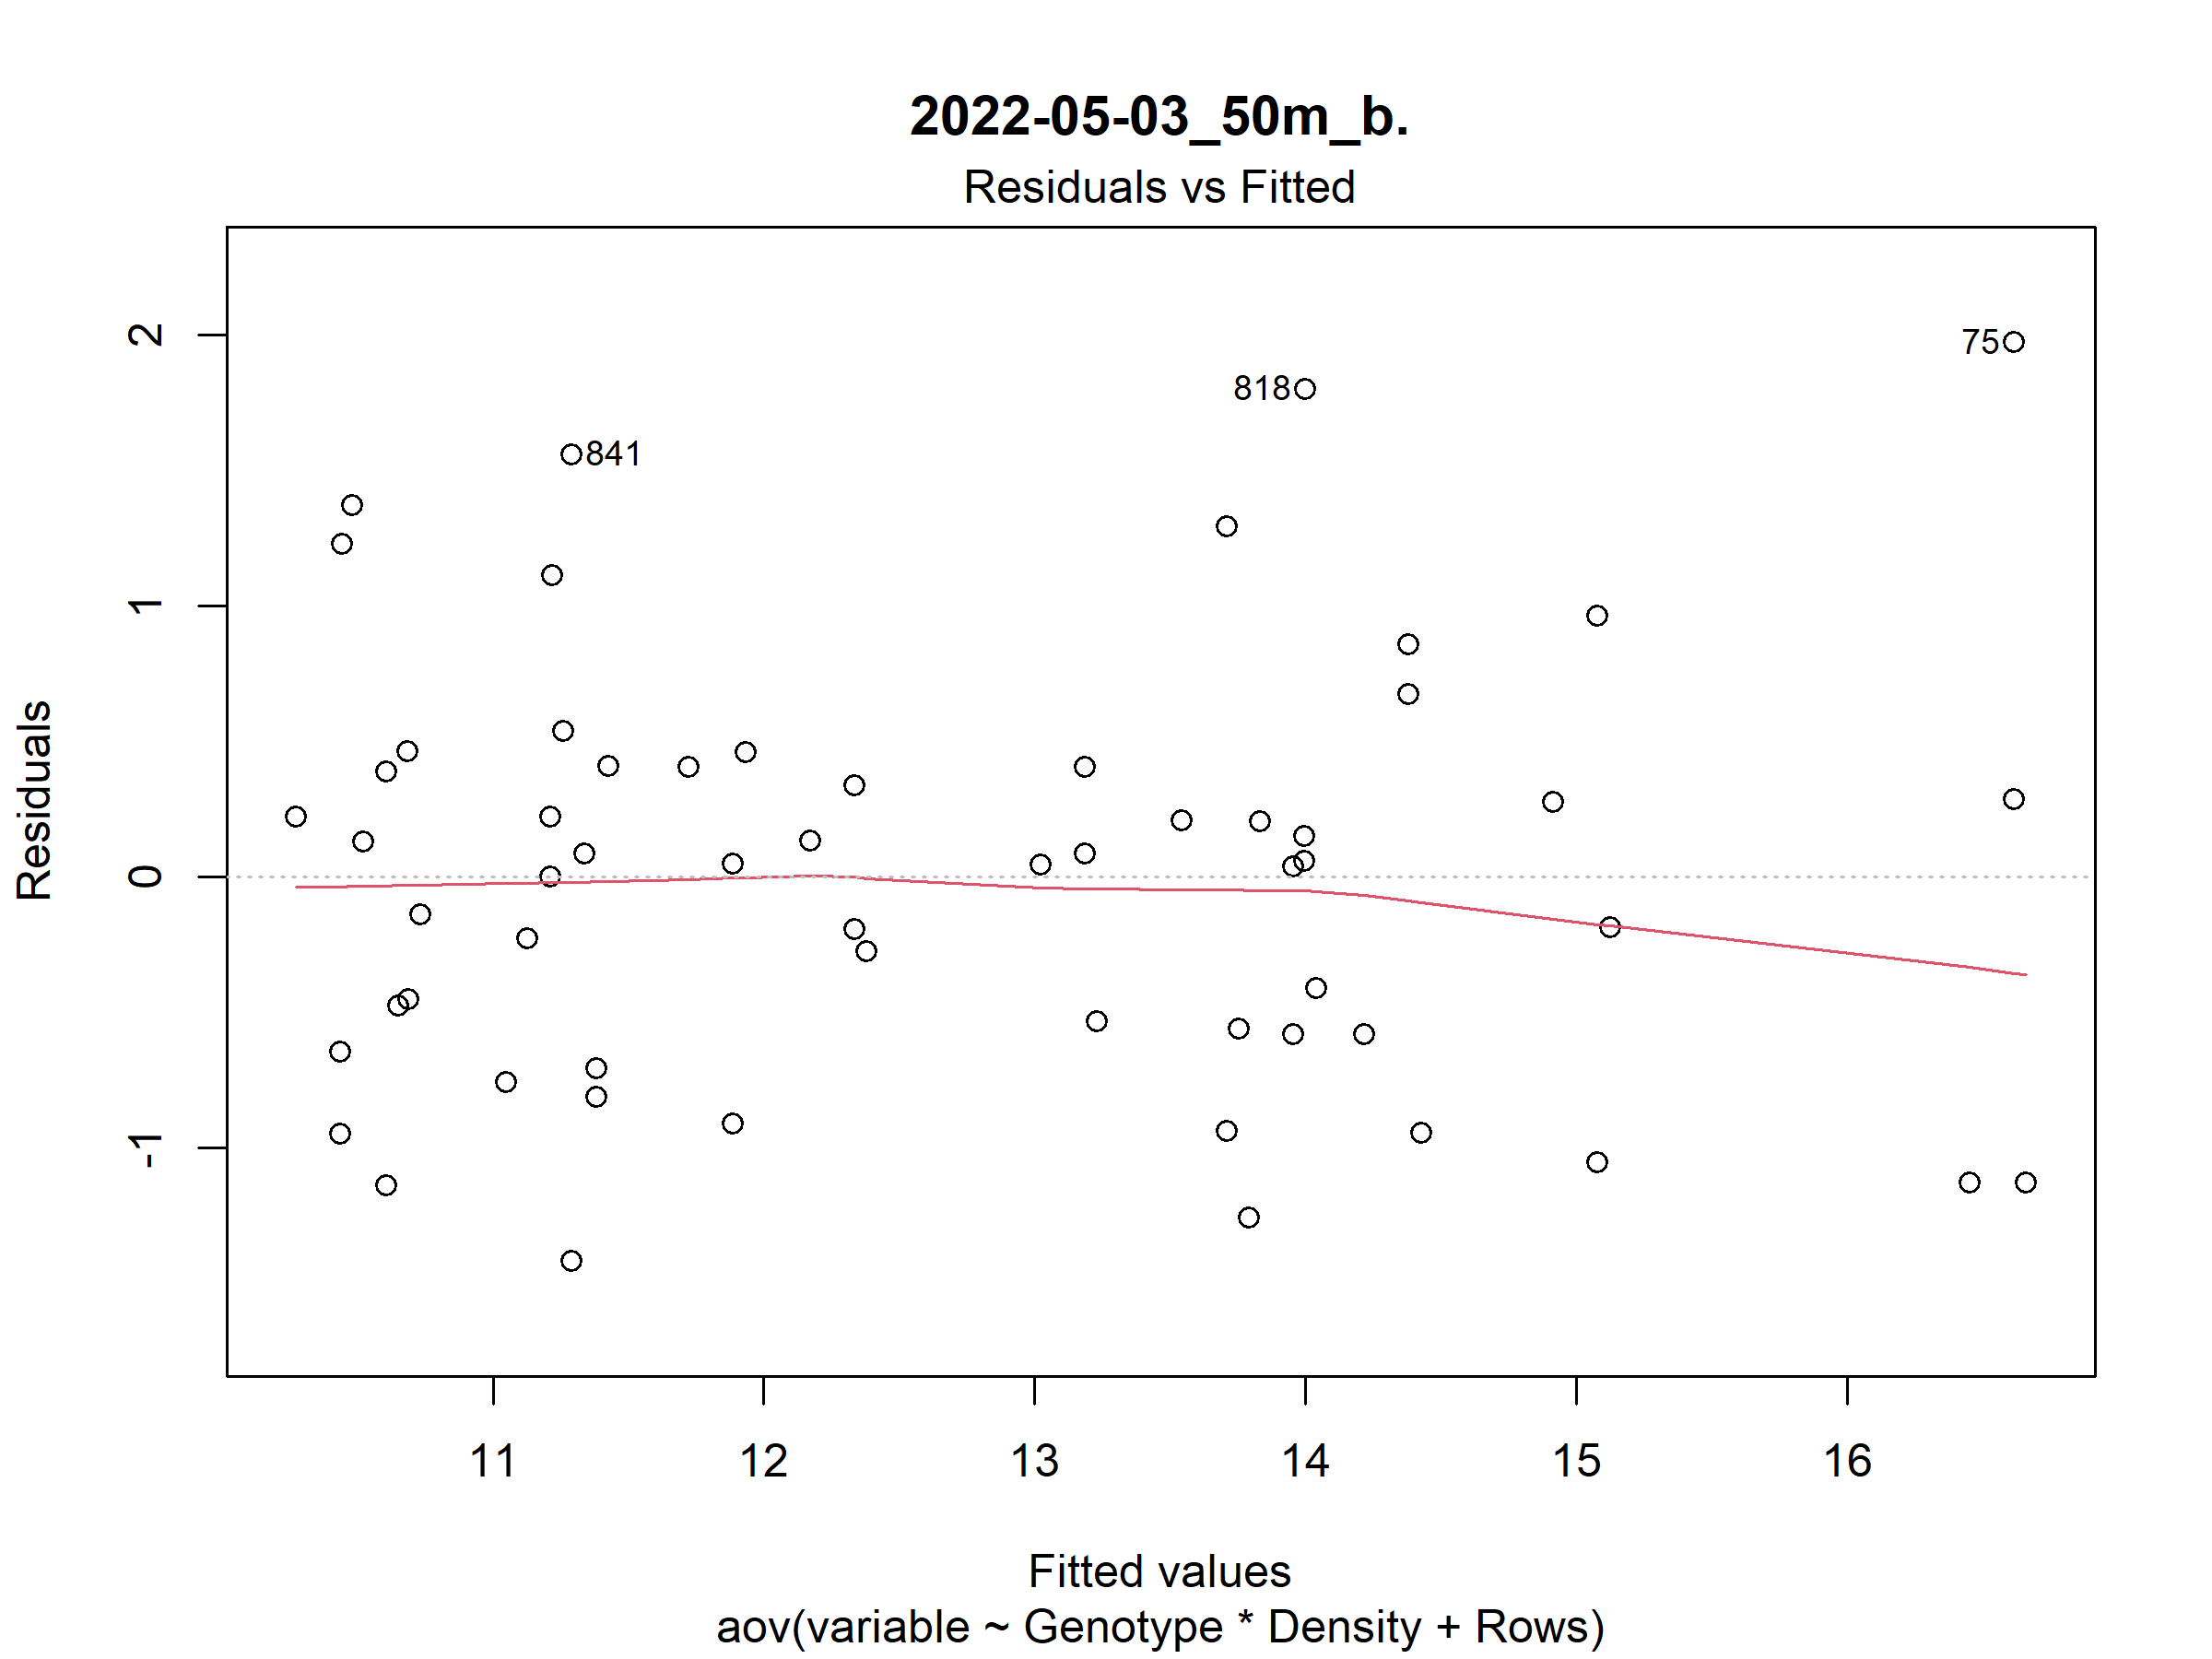 2022-05-03_50m_b.
Residuals vs Fitted
Residuals
2
1
0
-1
75
818
841
11 12 13 14 15 16
Fitted values
aov(variable ~ Genotype * Density + Rows)